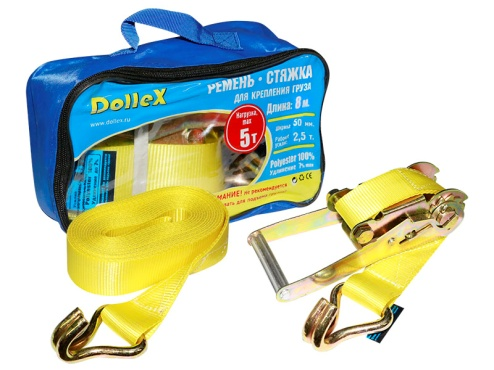 DolleX
www.dollex.ru
РЕМЕНЬ • СТЯЖКА
ДЛЯ КРЕПЛЕНИЯ ГРУЗА
Длина: 8 м.
Нагрузка, max
5т
Ширина 50 мм.
2,5 т.
Polyester 100%
Удлинение 7% max
не рекомендуется